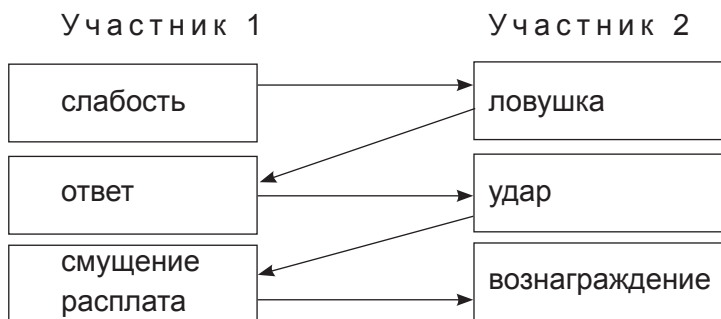 Участник 1
Участник 2
слабость
ловушка
ответ
удар
смущение
расплата
вознаграждение